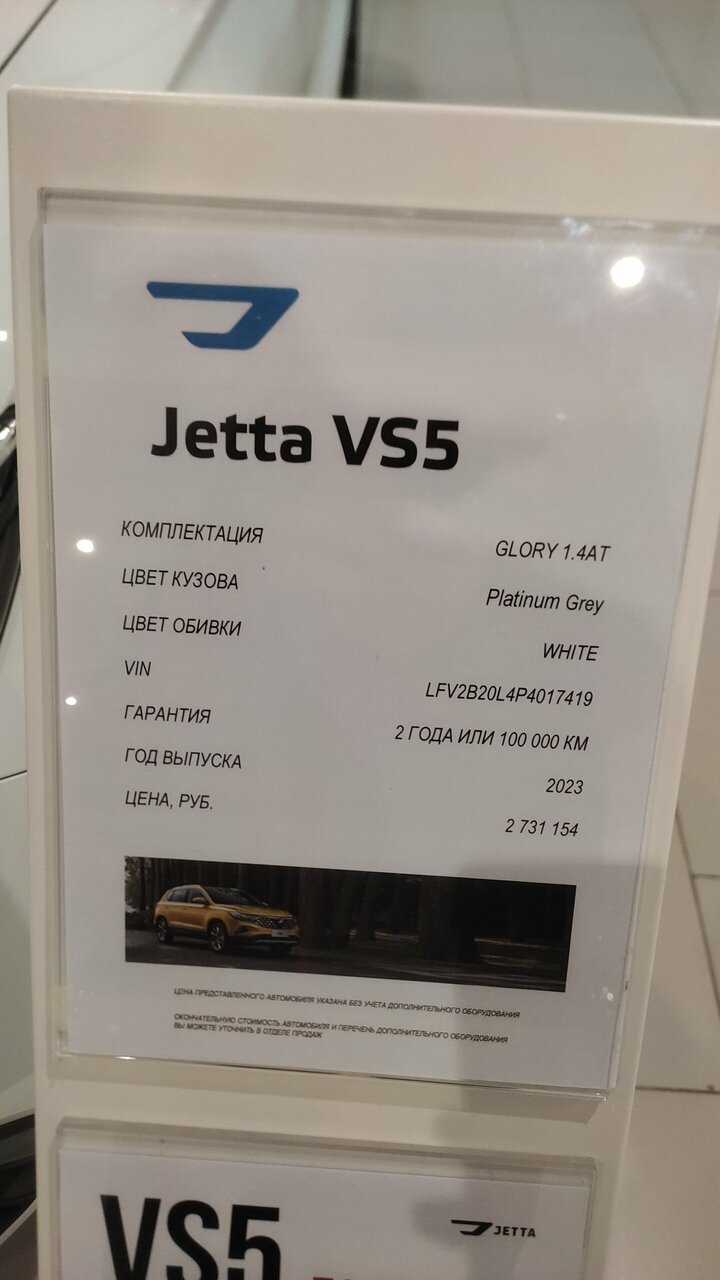 Jetta VS5
КОМПЛЕКТАЦИЯ GLORY 1.4AT
ЦВЕТ КУЗОВА Platinum Grey
ЦВЕТ ОБИВКИ WHITE
VIN LFV2B20L4P4017419
ГАРАНТИЯ 2 ГОДА ИЛИ 100 000 КМ
ГОД ВЫПУСКА 2023
ЦЕНА, РУБ. 2 731 154
ЦЕНА ПРЕДСТАВЛЕННОГО АВТОМОБИЛЯ УКАЗАНА БЕЗ УЧЕТА ДОПОЛНИТЕЛЬНОГО ОБОРУДОВАНИЯ
ОКОНЧАТЕЛЬНУЮ СТОИМОСТЬ АВТОМОБИЛЯ И ПЕРЕЧЕНЬ ДОПОЛНИТЕЛЬНОГО ОБОРУДОВАНИЯ
ВЫ МОЖЕТЕ УТОЧНИТЬ В ОТДЕЛЕ ПРОДАЖ
VS5 JETTA